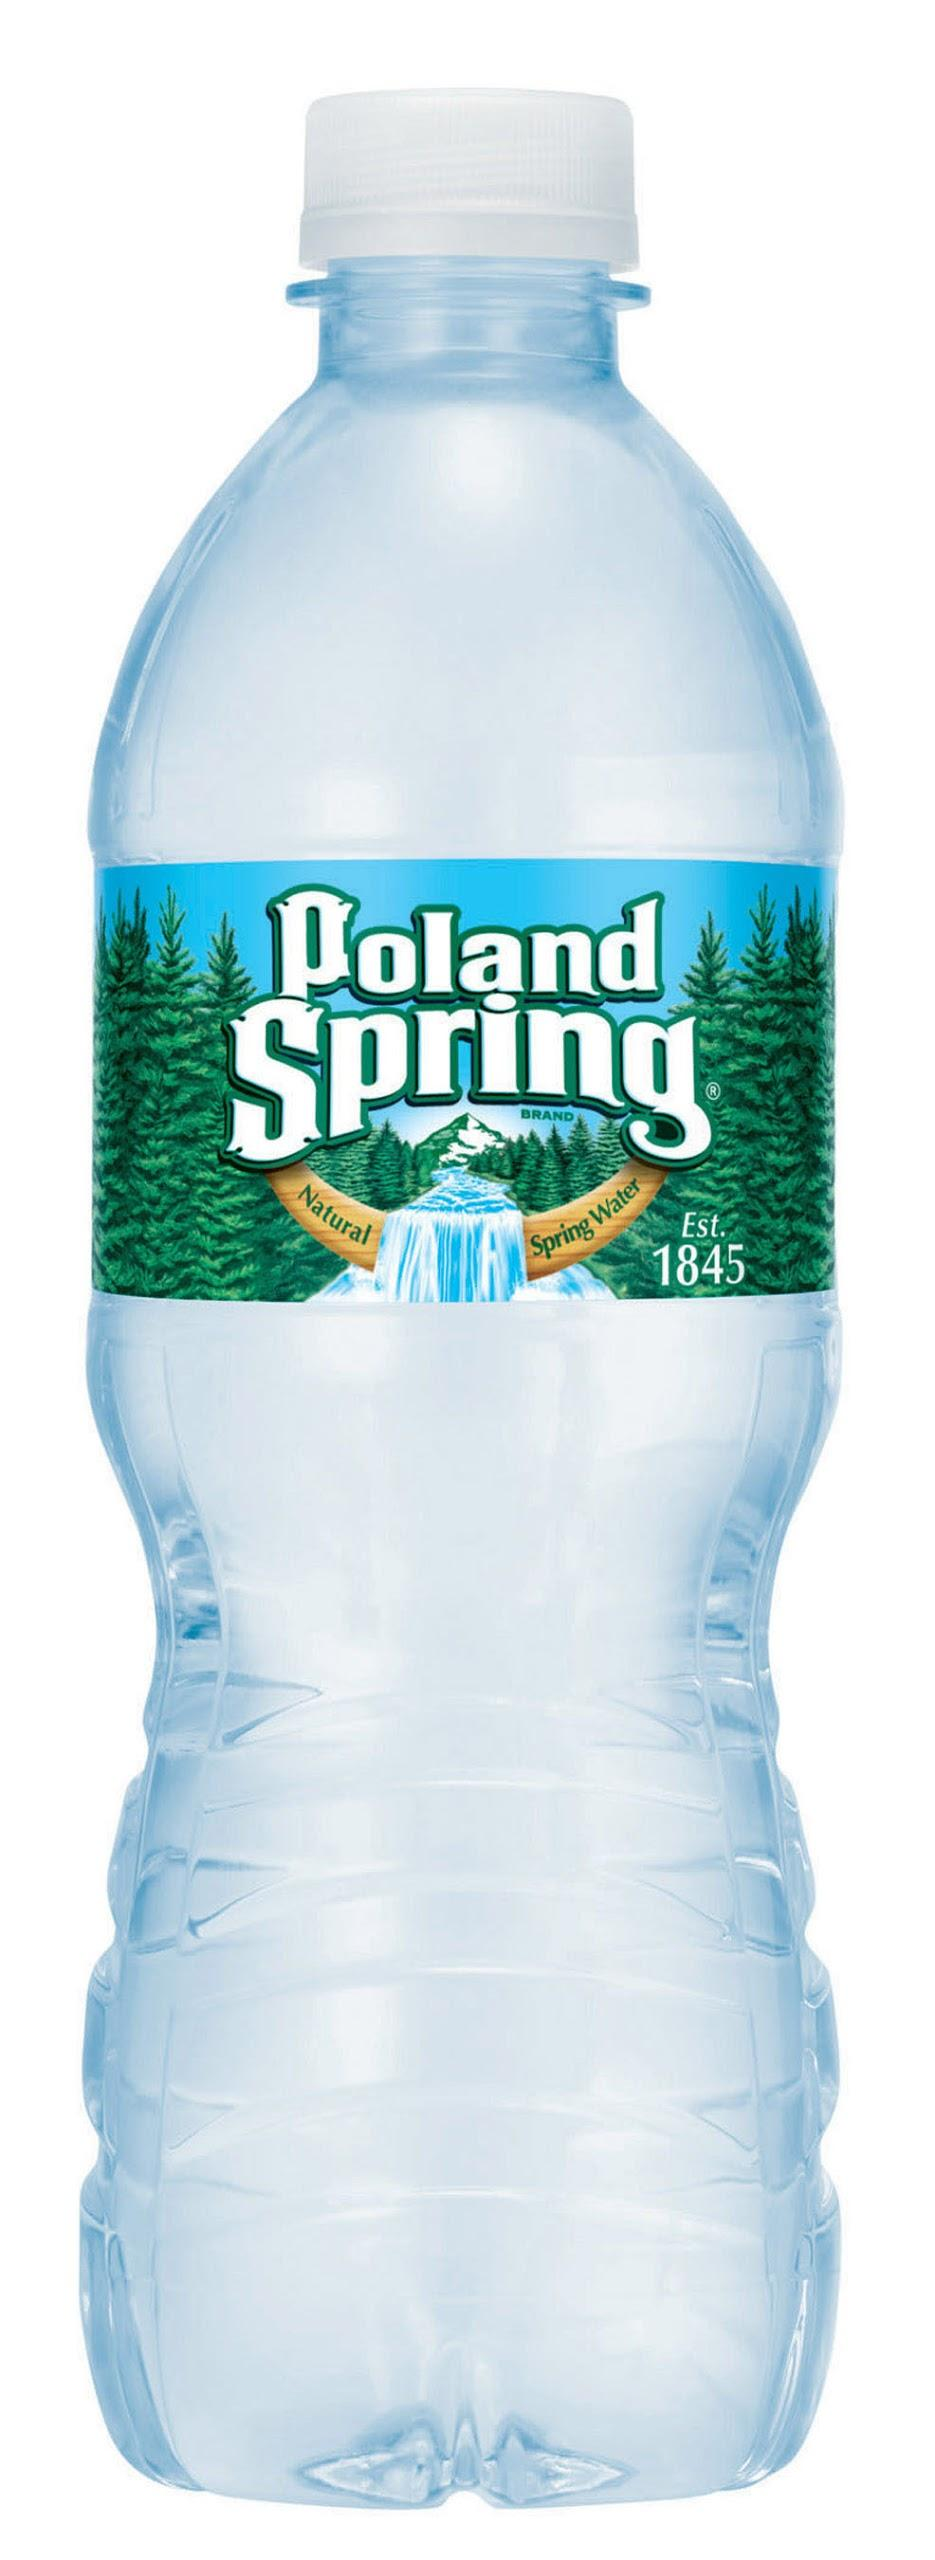 Poland
Spring®
BRAND
Natural Spring Water
Est.
1845